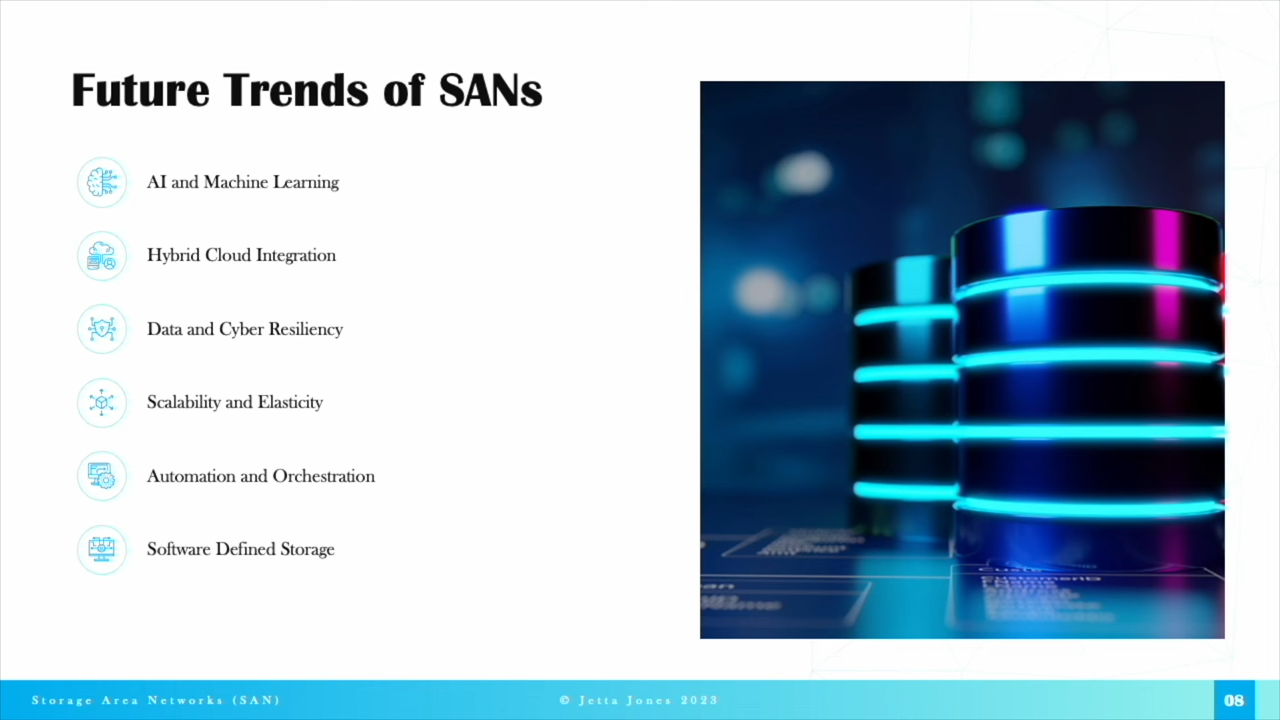 Future Trends of SANs
AI and Machine Learning
Hybrid Cloud Integration
Data and Cyber Resiliency
Scalability and Elasticity
Automation and Orchestration
Software Defined Storage
Storage Area Networks (SAN)
© Jetta Jones 2023
08